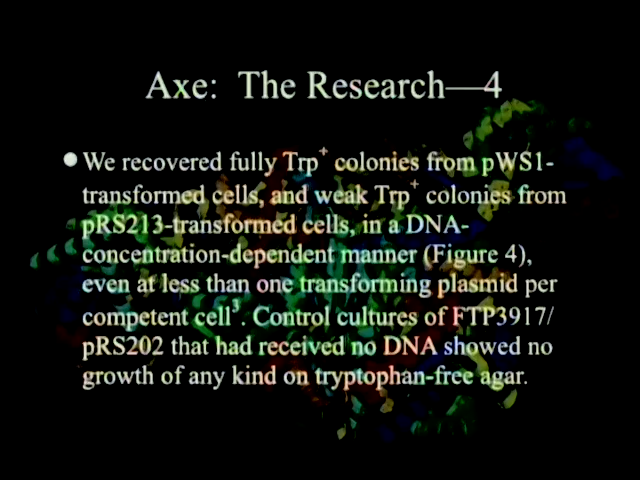 Axe: The Research—4
● We recovered fully Trp⁺ colonies from pWS1-
transformed cells, and weak Trp⁺ colonies from
pRS213-transformed cells, in a DNA-
concentration-dependent manner (Figure 4),
even at less than one transforming plasmid per
competent cell³. Control cultures of FTP3917/
pRS202 that had received no DNA showed no
growth of any kind on tryptophan-free agar.